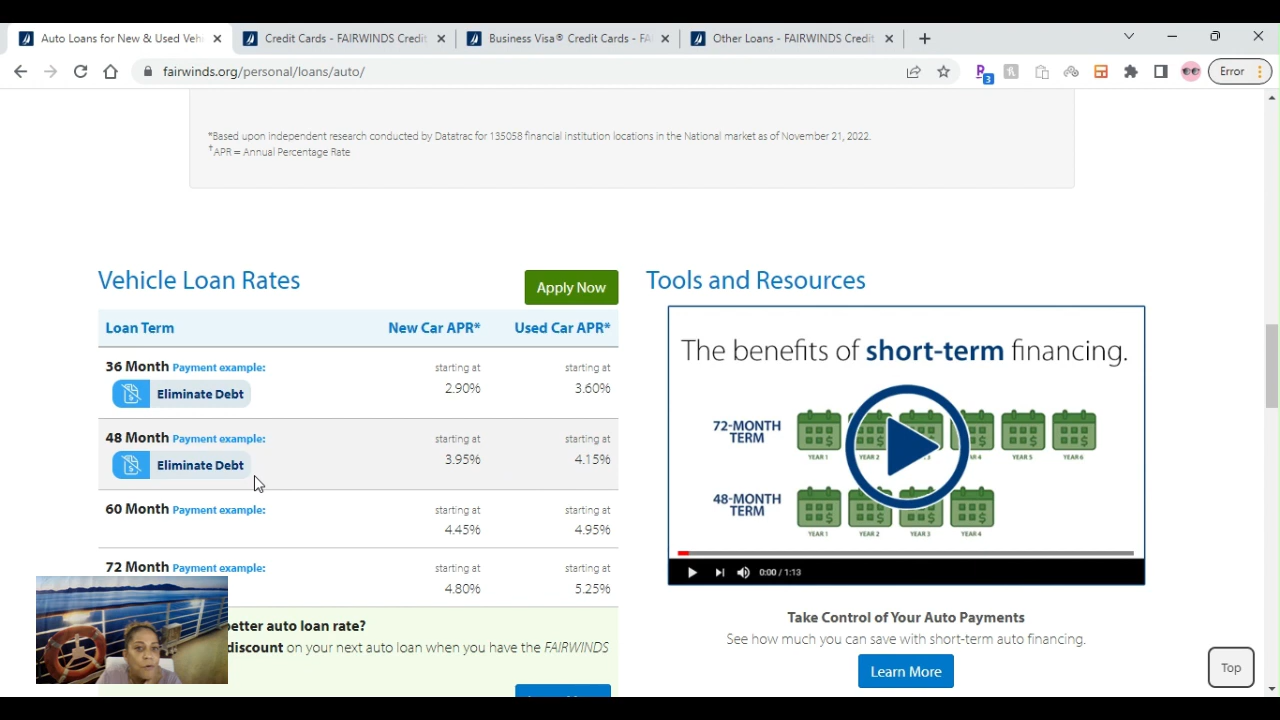 Auto Loans for New & Used Veh
Credit Cards - FAIRWINDS Credit
Business Visa® Credit Cards - FA
Other Loans - FAIRWINDS Credit
fairwinds.org/personal/loans/auto/
3
Error
*Based upon independent research conducted by Datatrac for 135058 financial institution locations in the National market as of November 21, 2022.
†APR = Annual Percentage Rate
Vehicle Loan Rates
Apply Now
Loan Term New Car APR* Used Car APR*
36 Month Payment example: starting at starting at
Eliminate Debt 2.90% 3.60%
48 Month Payment example: starting at starting at
Eliminate Debt 3.95% 4.15%
60 Month Payment example: starting at starting at
4.45% 4.95%
72 Month Payment example: starting at starting at
4.80% 5.25%
etter auto loan rate?
discount on your next auto loan when you have the FAIRWINDS
Tools and Resources
The benefits of short-term financing.
72-MONTH
TERM
YEAR 1 YEAR 2 YEAR 5 YEAR 6
48-MONTH
TERM
YEAR 1 YEAR 2 YEAR 3 YEAR 4
0:00 / 1:13
Take Control of Your Auto Payments
See how much you can save with short-term auto financing.
Learn More
Top